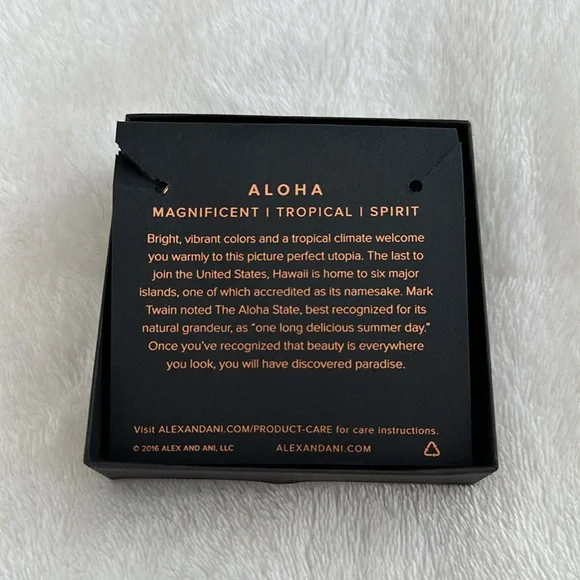 ALOHA
MAGNIFICENT | TROPICAL | SPIRIT
Bright, vibrant colors and a tropical climate welcome
you warmly to this picture perfect utopia. The last to
join the United States, Hawaii is home to six major
islands, one of which accredited as its namesake. Mark
Twain noted The Aloha State, best recognized for its
natural grandeur, as “one long delicious summer day.”
Once you’ve recognized that beauty is everywhere
you look, you will have discovered paradise.
Visit ALEXANDANI.COM/PRODUCT-CARE for care instructions.
© 2016 ALEX AND ANI, LLC ALEXANDANI.COM